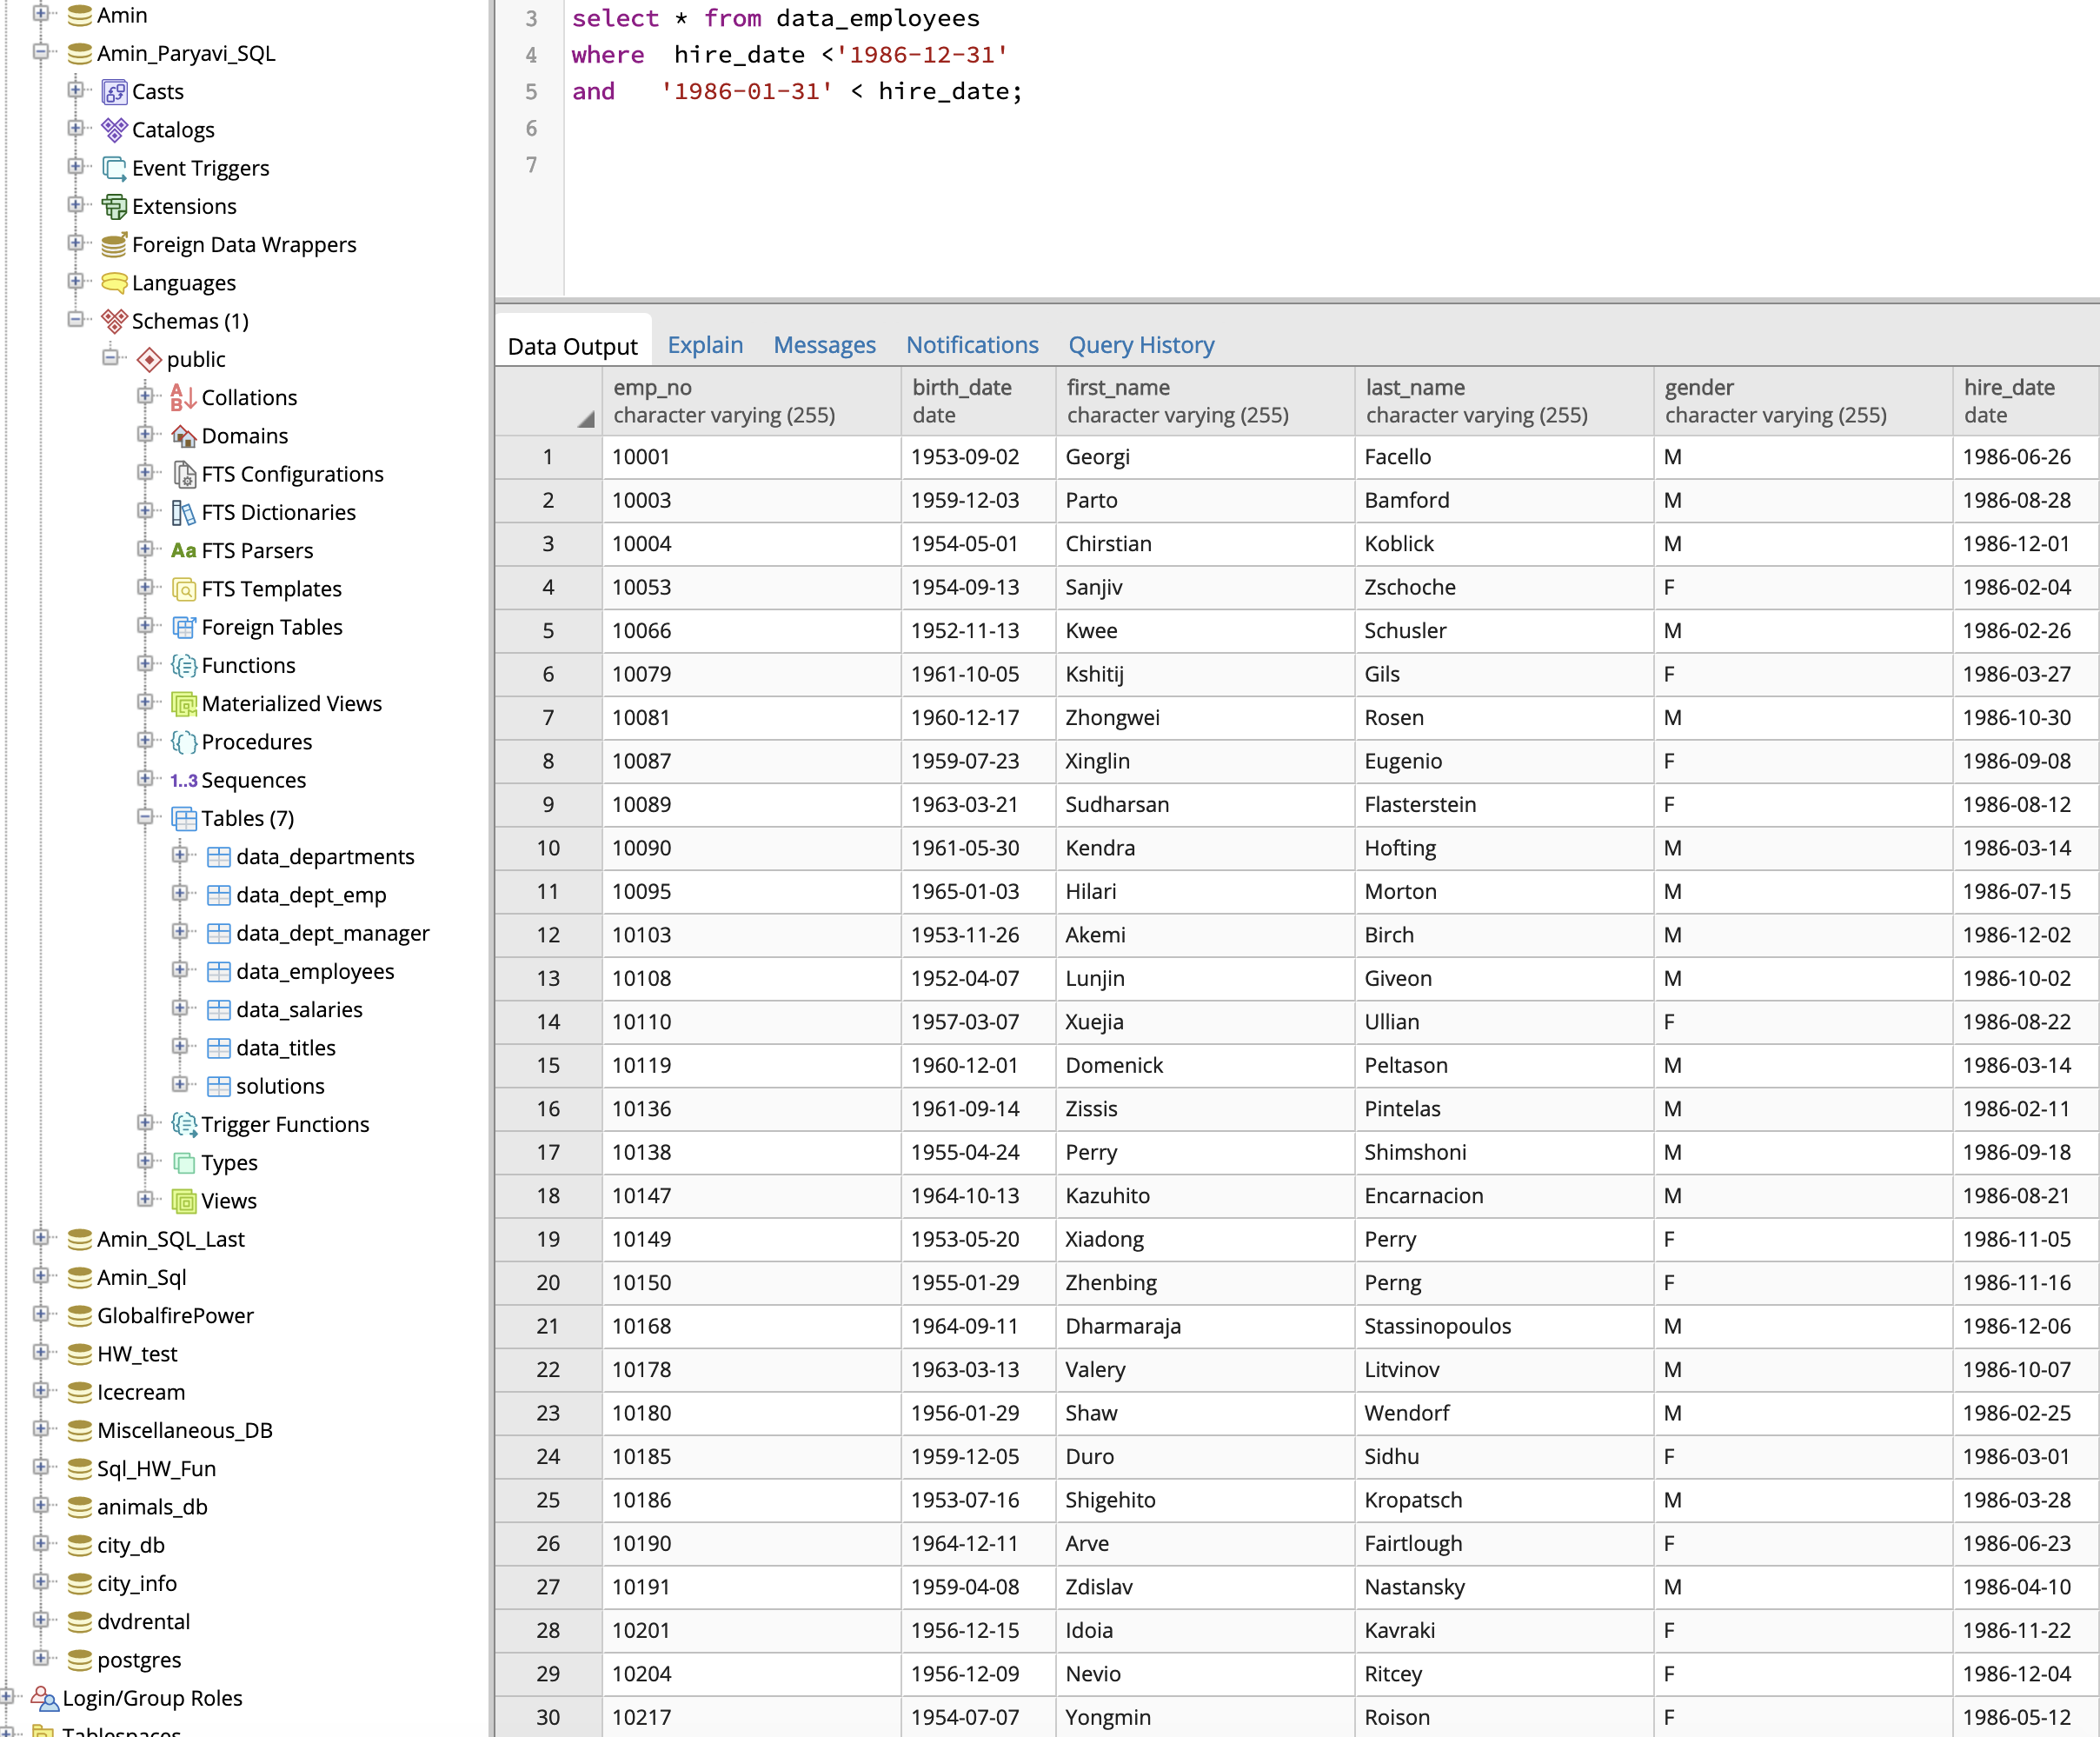 Amin
Amin_Paryavi_SQL
Casts
Catalogs
Event Triggers
Extensions
Foreign Data Wrappers
Languages
Schemas (1)
public
Collations
Domains
FTS Configurations
FTS Dictionaries
Aa FTS Parsers
FTS Templates
Foreign Tables
Functions
Materialized Views
Procedures
1..3 Sequences
Tables (7)
data_departments
data_dept_emp
data_dept_manager
data_employees
data_salaries
data_titles
solutions
Trigger Functions
Types
Views
Amin_SQL_Last
Amin_Sql
GlobalfirePower
HW_test
Icecream
Miscellaneous_DB
Sql_HW_Fun
animals_db
city_db
city_info
dvdrental
postgres
Login/Group Roles
Tablespaces
3 select * from data_employees
4 where hire_date <'1986-12-31'
5 and '1986-01-31' < hire_date;
6
7
Data Output Explain Messages Notifications Query History
emp_no birth_date first_name last_name gender hire_date
character varying (255) date character varying (255) character varying (255) character varying (255) date
1 10001 1953-09-02 Georgi Facello M 1986-06-26
2 10003 1959-12-03 Parto Bamford M 1986-08-28
3 10004 1954-05-01 Chirstian Koblick M 1986-12-01
4 10053 1954-09-13 Sanjiv Zschoche F 1986-02-04
5 10066 1952-11-13 Kwee Schusler M 1986-02-26
6 10079 1961-10-05 Kshitij Gils F 1986-03-27
7 10081 1960-12-17 Zhongwei Rosen M 1986-10-30
8 10087 1959-07-23 Xinglin Eugenio F 1986-09-08
9 10089 1963-03-21 Sudharsan Flasterstein F 1986-08-12
10 10090 1961-05-30 Kendra Hofting M 1986-03-14
11 10095 1965-01-03 Hilari Morton M 1986-07-15
12 10103 1953-11-26 Akemi Birch M 1986-12-02
13 10108 1952-04-07 Lunjin Giveon M 1986-10-02
14 10110 1957-03-07 Xuejia Ullian F 1986-08-22
15 10119 1960-12-01 Domenick Peltason M 1986-03-14
16 10136 1961-09-14 Zissis Pintelas M 1986-02-11
17 10138 1955-04-24 Perry Shimshoni M 1986-09-18
18 10147 1964-10-13 Kazuhito Encarnacion M 1986-08-21
19 10149 1953-05-20 Xiadong Perry F 1986-11-05
20 10150 1955-01-29 Zhenbing Perng F 1986-11-16
21 10168 1964-09-11 Dharmaraja Stassinopoulos M 1986-12-06
22 10178 1963-03-13 Valery Litvinov M 1986-10-07
23 10180 1956-01-29 Shaw Wendorf M 1986-02-25
24 10185 1959-12-05 Duro Sidhu F 1986-03-01
25 10186 1953-07-16 Shigehito Kropatsch M 1986-03-28
26 10190 1964-12-11 Arve Fairtlough F 1986-06-23
27 10191 1959-04-08 Zdislav Nastansky M 1986-04-10
28 10201 1956-12-15 Idoia Kavraki F 1986-11-22
29 10204 1956-12-09 Nevio Ritcey F 1986-12-04
30 10217 1954-07-07 Yongmin Roison F 1986-05-12